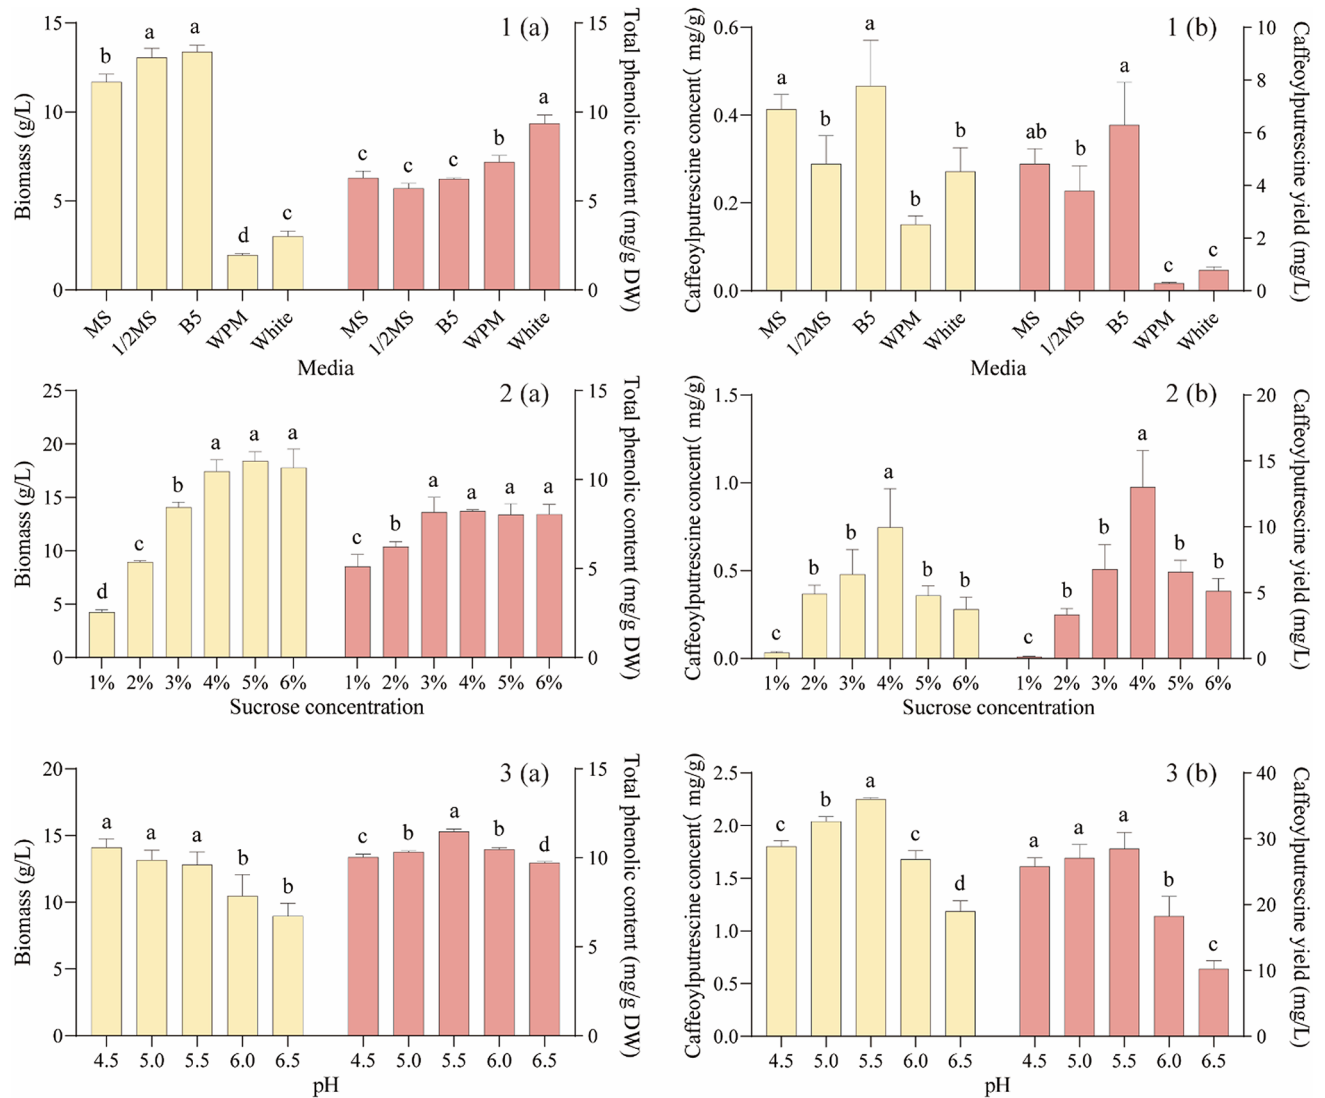 1 (a)
Biomass (g/L)
15
10
5
0
b
a
a
d
c
c
c
c
b
a
15
10
5
0
Total phenolic content (mg/g DW)
MS
1/2MS
B5
WPM
White
MS
1/2MS
B5
WPM
White
Media
1 (b)
Caffeoylputrescine concent( mg/g)
0.6
0.4
0.2
0.0
a
b
a
b
b
ab
b
a
c
c
10
8
6
4
2
0
Caffeoylputrescine yield (mg/L)
MS
1/2MS
B5
WPM
White
MS
1/2MS
B5
WPM
White
Media
2 (a)
Biomass (g/L)
25
20
15
10
5
0
d
c
b
a
a
a
c
b
a
a
a
a
15
10
5
0
Total phenolic content (mg/g DW)
1% 2% 3% 4% 5% 6% 1% 2% 3% 4% 5% 6%
Sucrose concentration
2 (b)
Caffeoylputrescine concent( mg/g)
1.5
1.0
0.5
0.0
c
b
b
a
b
b
c
b
b
a
b
b
20
15
10
5
0
Caffeoylputrescine yield (mg/L)
1% 2% 3% 4% 5% 6% 1% 2% 3% 4% 5% 6%
Sucrose concentration
3 (a)
Biomass (g/L)
20
15
10
5
0
a
a
a
b
b
c
b
a
b
d
15
10
5
0
Total phenolic content (mg/g DW)
4.5 5.0 5.5 6.0 6.5 4.5 5.0 5.5 6.0 6.5
pH
3 (b)
Caffeoylputrescine concent( mg/g)
2.5
2.0
1.5
1.0
0.5
0.0
c
b
a
c
d
a
a
a
b
c
40
30
20
10
0
Caffeoylputrescine yield (mg/L)
4.5 5.0 5.5 6.0 6.5 4.5 5.0 5.5 6.0 6.5
pH